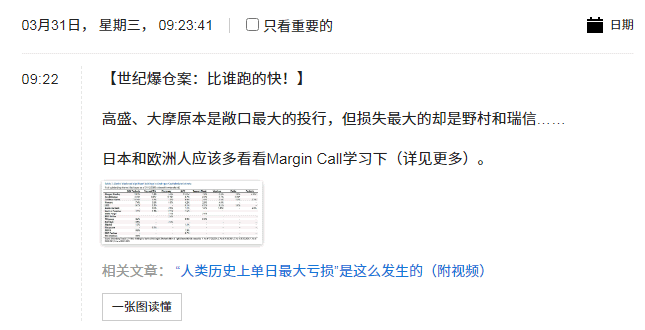 03月31日， 星期三， 09:23:41 只看重要的 日期
09:22 【世纪爆仓案：比谁跑的快！】
高盛、大摩原本是敞口最大的投行，但损失最大的却是野村和瑞信……
日本和欧洲人应该多看看Margin Call学习下（详见更多）。
相关文章： “人类历史上单日最大亏损”是这么发生的（附视频）
一张图读懂